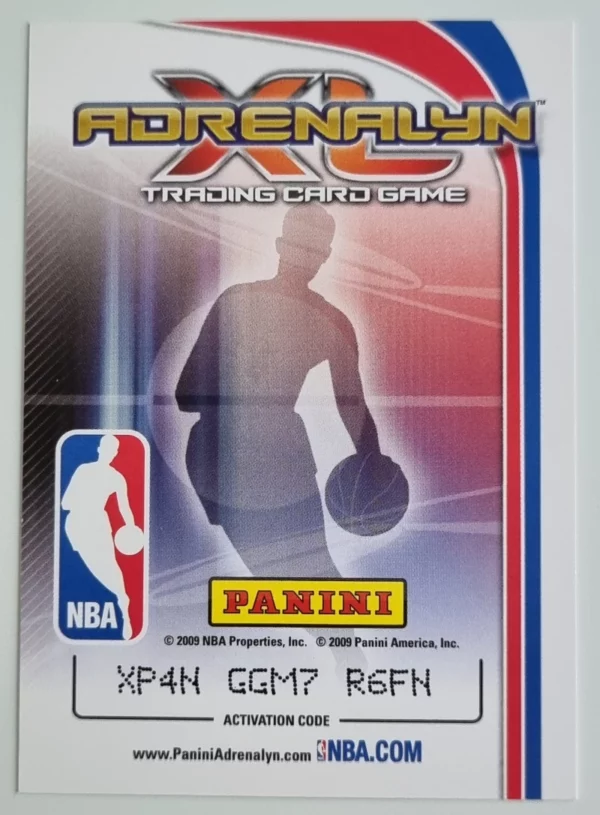 ADRENALYN™
XL
TRADING CARD GAME
NBA
PANINI
© 2009 NBA Properties, Inc. © 2009 Panini America, Inc.
XP4N GGM7 R6FN
ACTIVATION CODE
www.PaniniAdrenalyn.com NBA.COM